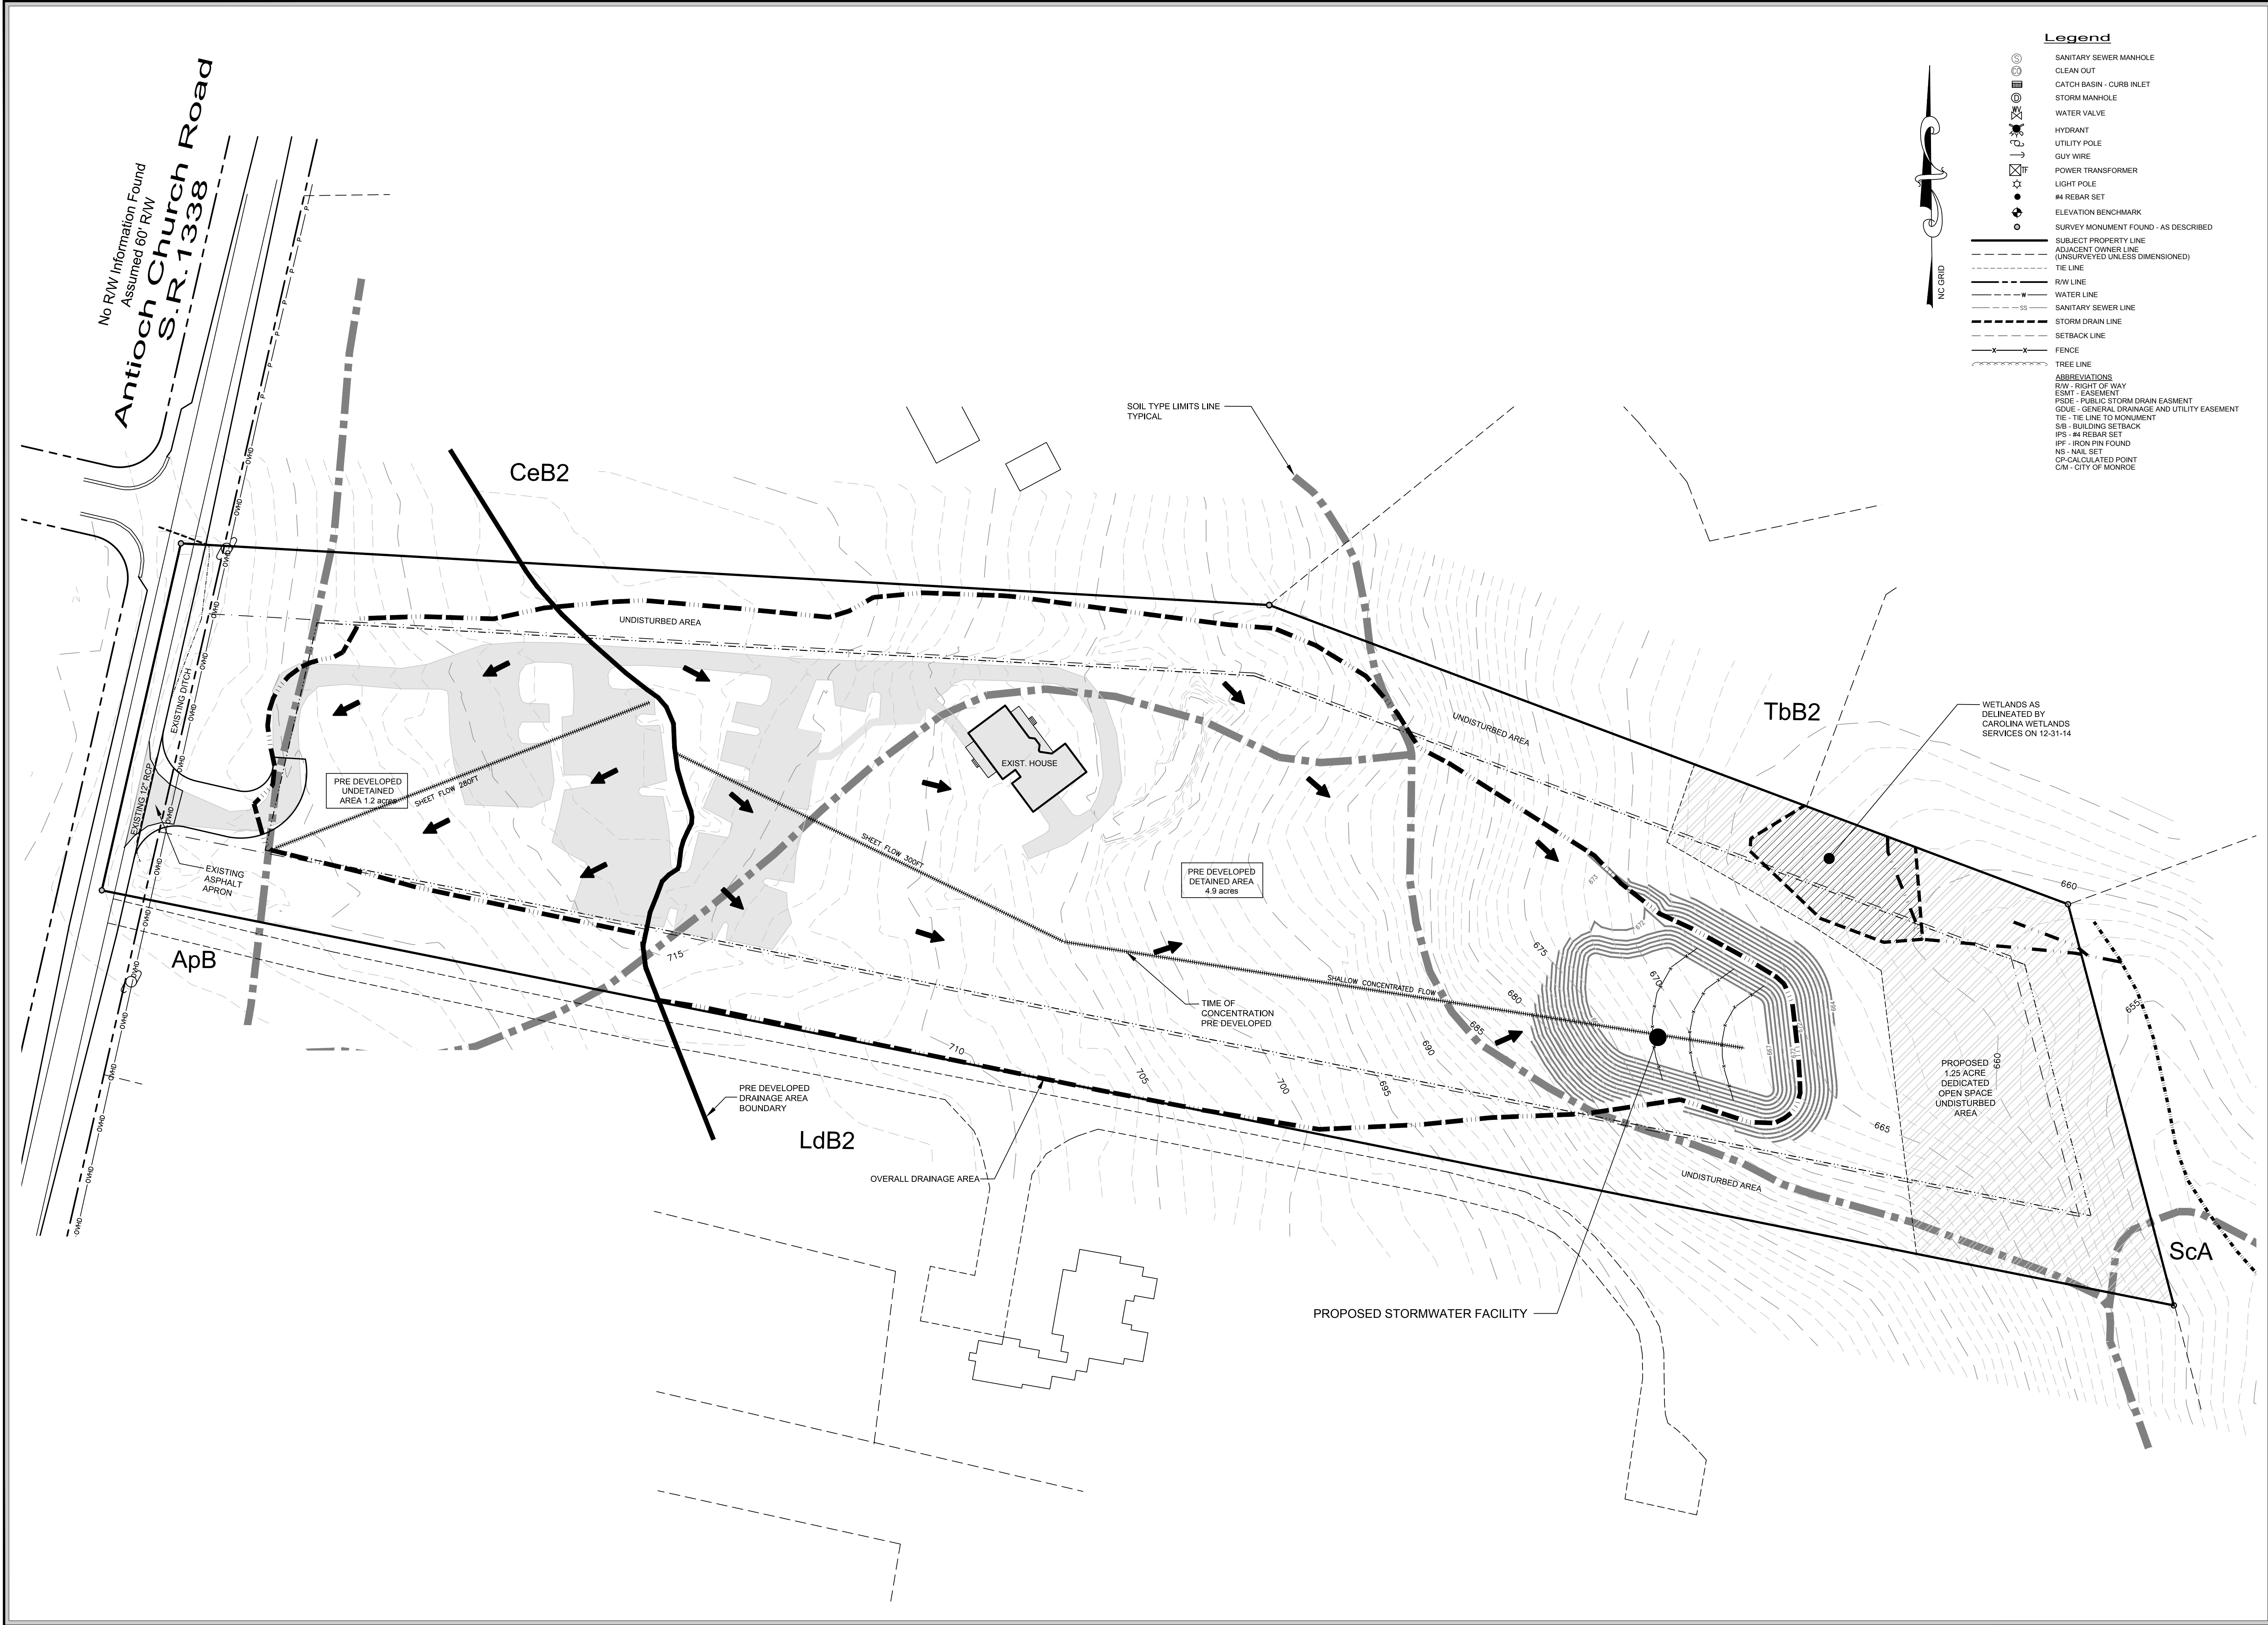 Legend
SANITARY SEWER MANHOLE
CLEAN OUT
CATCH BASIN - CURB INLET
STORM MANHOLE
WATER VALVE
HYDRANT
UTILITY POLE
GUY WIRE
POWER TRANSFORMER
LIGHT POLE
#4 REBAR SET
ELEVATION BENCHMARK
SURVEY MONUMENT FOUND - AS DESCRIBED
SUBJECT PROPERTY LINE
ADJACENT OWNER LINE
(UNSURVEYED UNLESS DIMENSIONED)
TIE LINE
R/W LINE
WATER LINE
SANITARY SEWER LINE
STORM DRAIN LINE
SETBACK LINE
FENCE
TREE LINE
ABBREVIATIONS
R/W - RIGHT OF WAY
ESMT - EASEMENT
PSDE - PUBLIC STORM DRAIN EASMENT
GDUE - GENERAL DRAINAGE AND UTILITY EASEMENT
TIE - TIE LINE TO MONUMENT
S/B - BUILDING SETBACK
IPS - #4 REBAR SET
IPF - IRON PIN FOUND
NS - NAIL SET
CP-CALCULATED POINT
C/M - CITY OF MONROE
NC GRID
No R/W Information Found
Assumed 60' R/W
Antioch Church Road
S.R. 1338
CeB2
SOIL TYPE LIMITS LINE
TYPICAL
UNDISTURBED AREA
EXISTING DITCH
EXISTING 12" RCP
EXISTING
ASPHALT
APRON
PRE DEVELOPED
UNDETAINED
AREA 1.2 acres
SHEET FLOW 280FT
EXIST. HOUSE
SHEET FLOW 300FT
PRE DEVELOPED
DETAINED AREA
4.9 acres
UNDISTURBED AREA
TbB2
WETLANDS AS
DELINEATED BY
CAROLINA WETLANDS
SERVICES ON 12-31-14
660
ApB
715
TIME OF
CONCENTRATION
PRE DEVELOPED
SHALLOW CONCENTRATED FLOW
673
672
670
675
680
685
690
695
700
705
710
655
660
665
PROPOSED
1.25 ACRE
DEDICATED
OPEN SPACE
UNDISTURBED
AREA
PRE DEVELOPED
DRAINAGE AREA
BOUNDARY
LdB2
OVERALL DRAINAGE AREA
UNDISTURBED AREA
ScA
PROPOSED STORMWATER FACILITY